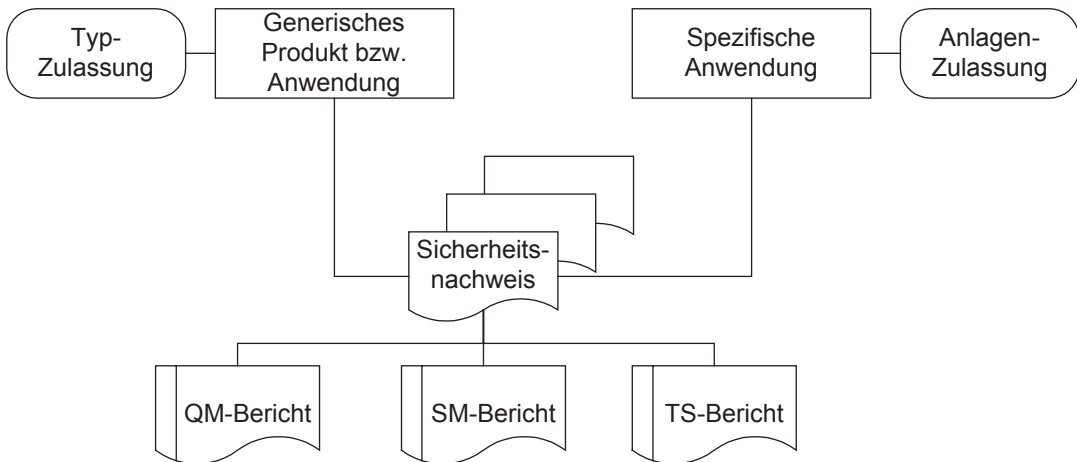 Typ-
Zulassung
Generisches
Produkt bzw.
Anwendung
Spezifische
Anwendung
Anlagen-
Zulassung
Sicherheits-
nachweis
QM-Bericht
SM-Bericht
TS-Bericht